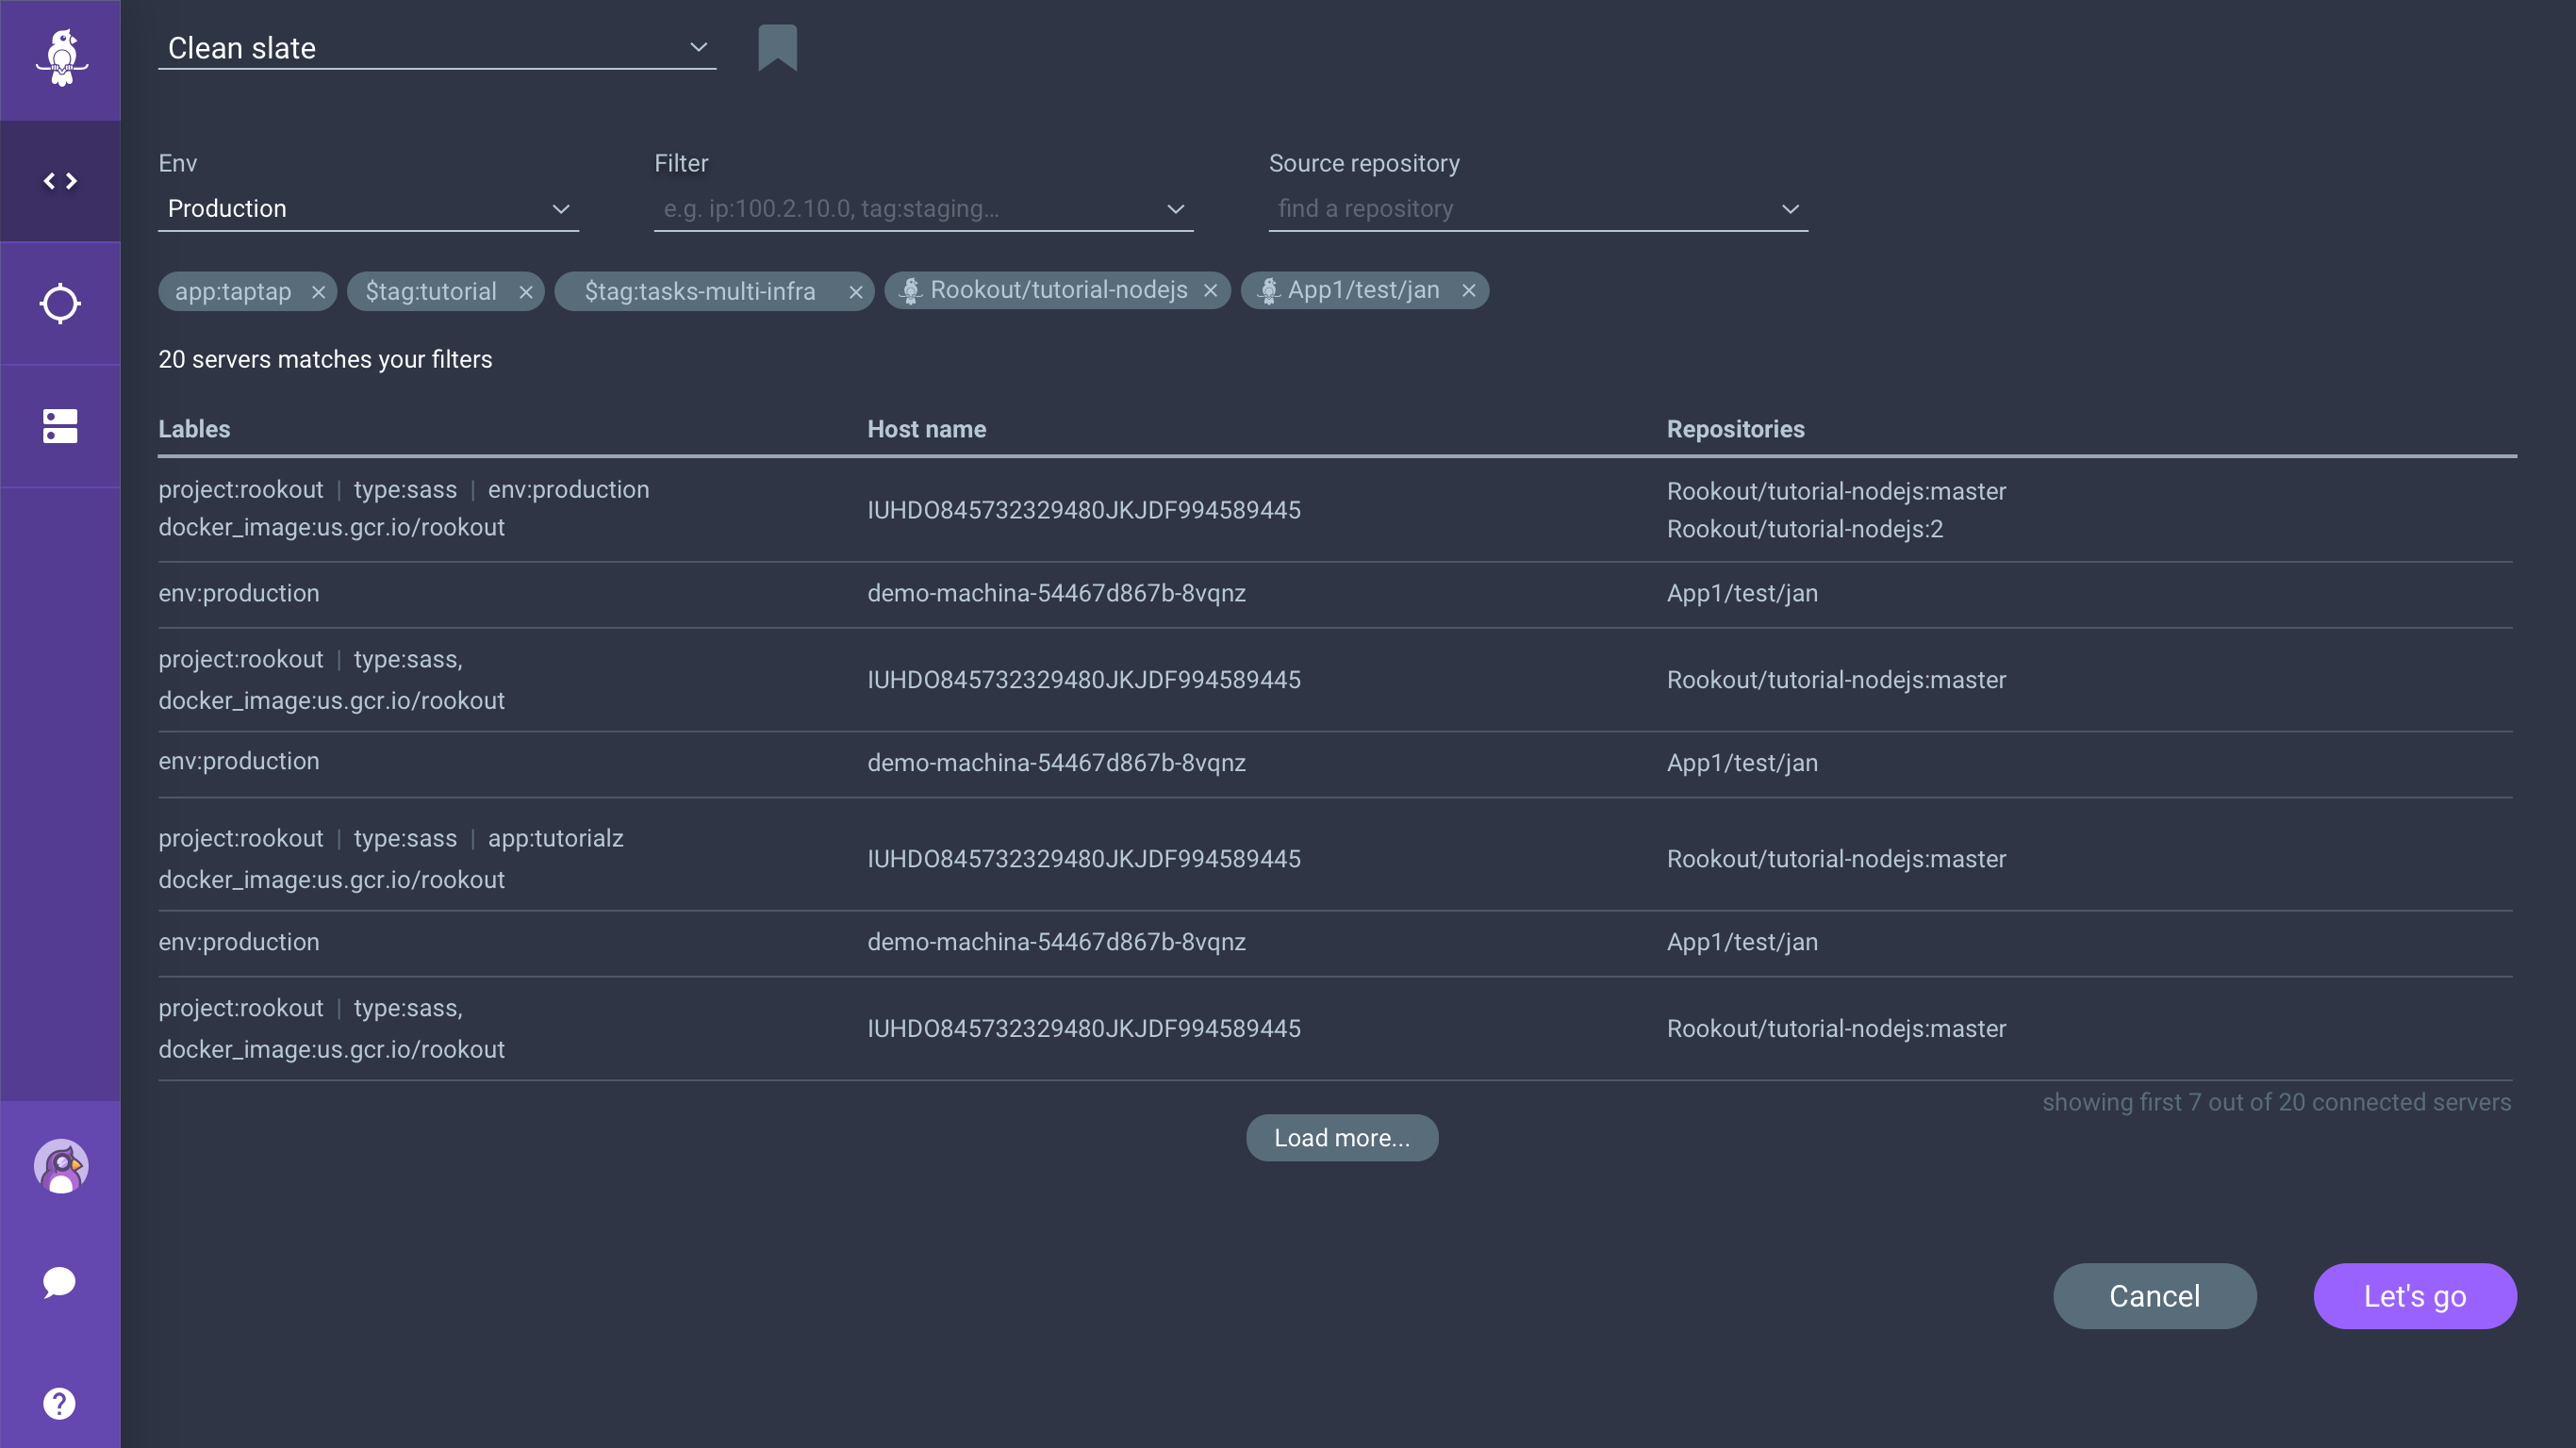 Clean slate
Env
Filter
Source repository
Production
e.g. ip:100.2.10.0, tag:staging...
find a repository
app:taptap
$tag:tutorial
$tag:tasks-multi-infra
Rookout/tutorial-nodejs
App1/test/jan
20 servers matches your filters
Lables
Host name
Repositories
project:rookout | type:sass | env:production
docker_image:us.gcr.io/rookout
IUHDO845732329480JKJDF994589445
Rookout/tutorial-nodejs:master
Rookout/tutorial-nodejs:2
env:production
demo-machina-54467d867b-8vqnz
App1/test/jan
project:rookout | type:sass,
docker_image:us.gcr.io/rookout
IUHDO845732329480JKJDF994589445
Rookout/tutorial-nodejs:master
env:production
demo-machina-54467d867b-8vqnz
App1/test/jan
project:rookout | type:sass | app:tutorialz
docker_image:us.gcr.io/rookout
IUHDO845732329480JKJDF994589445
Rookout/tutorial-nodejs:master
env:production
demo-machina-54467d867b-8vqnz
App1/test/jan
project:rookout | type:sass,
docker_image:us.gcr.io/rookout
IUHDO845732329480JKJDF994589445
Rookout/tutorial-nodejs:master
showing first 7 out of 20 connected servers
Load more...
Cancel
Let's go